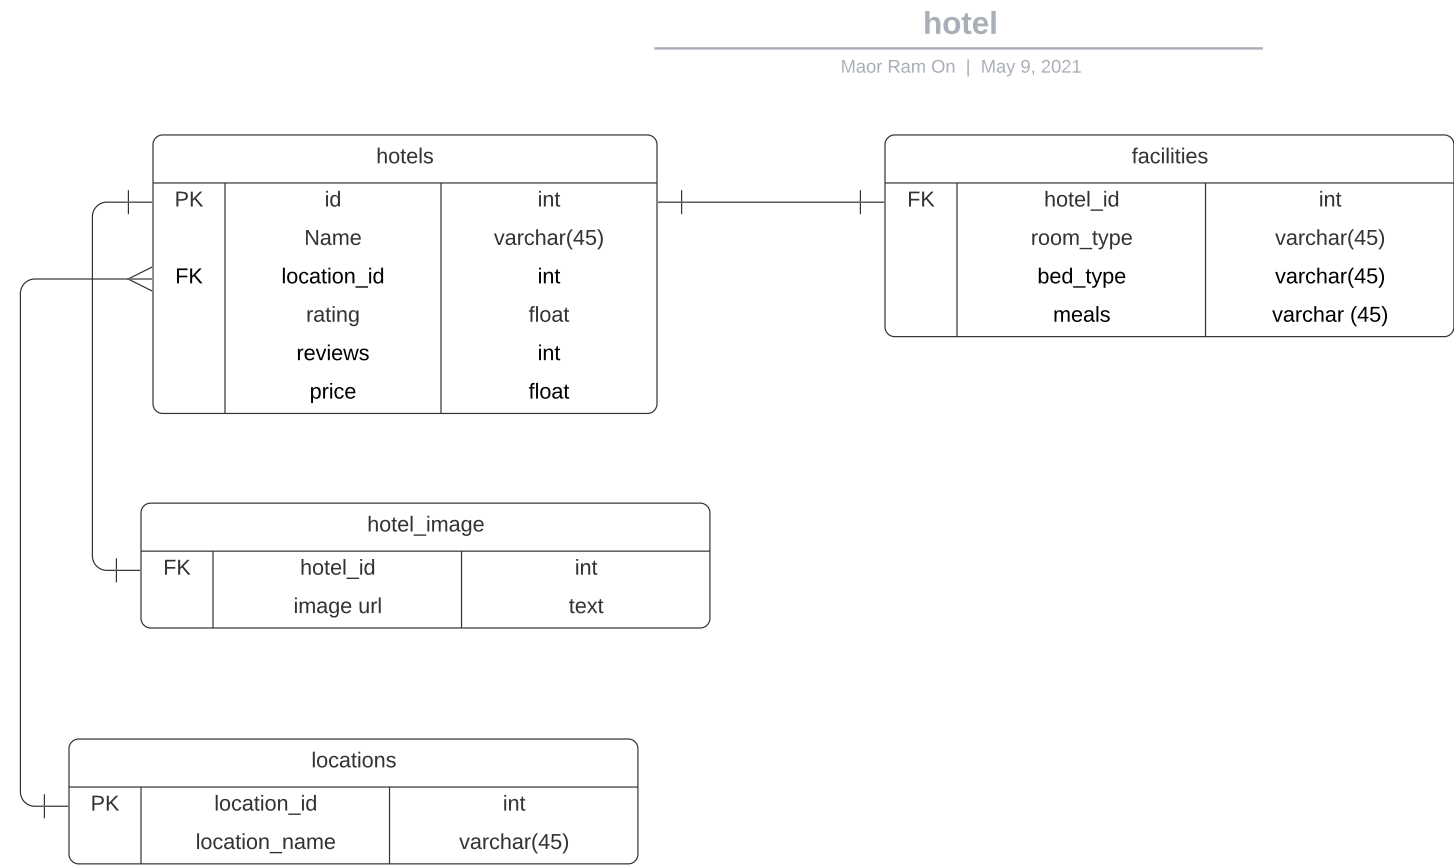 hotel
Maor Ram On | May 9, 2021
hotels
PK id int
Name varchar(45)
FK location_id int
rating float
reviews int
price float
facilities
FK hotel_id int
room_type varchar(45)
bed_type varchar(45)
meals varchar (45)
hotel_image
FK hotel_id int
image url text
locations
PK location_id int
location_name varchar(45)